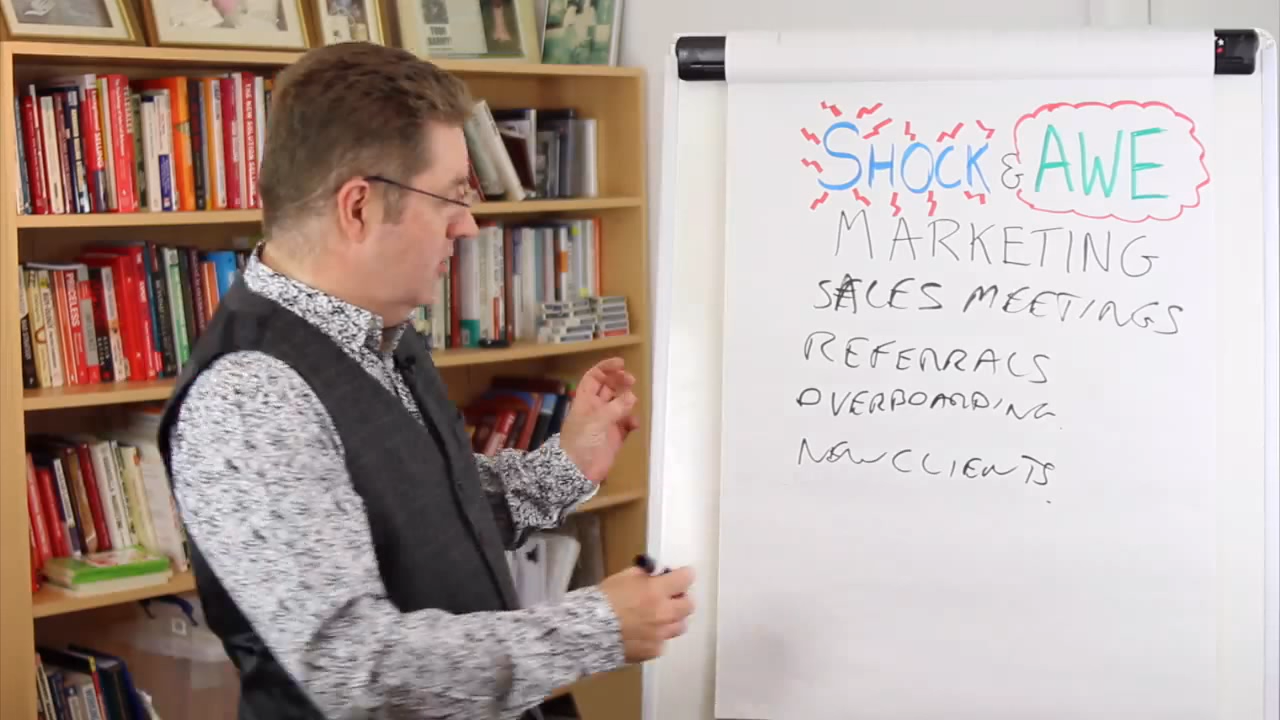 SHOCK & AWE
MARKETING
SALES MEETINGS
REFERRALS
OVERBOARDING
NEW CLIENTS.